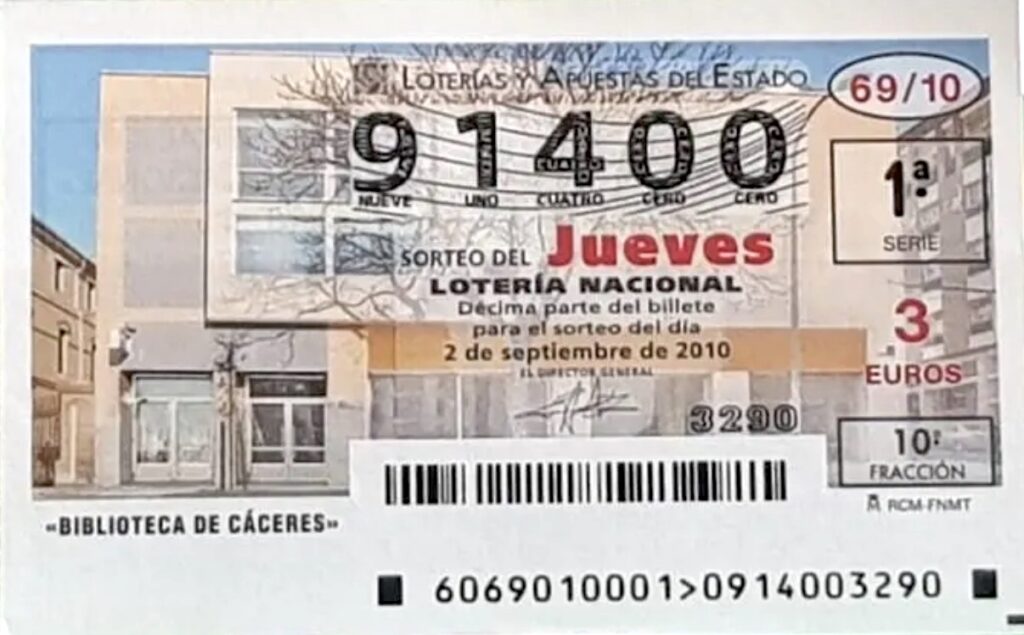 LOTERÍAS Y APUESTAS DEL ESTADO
69/10
91400
NUEVE UNO CUATRO CERO CERO
1ª
SERIE
SORTEO DEL Jueves
LOTERÍA NACIONAL
Décima parte del billete
para el sorteo del día
2 de septiembre de 2010
EL DIRECTOR GENERAL
3
EUROS
3290
10ª
FRACCIÓN
RCM-FNMT
«BIBLIOTECA DE CÁCERES»
6069010001>0914003290